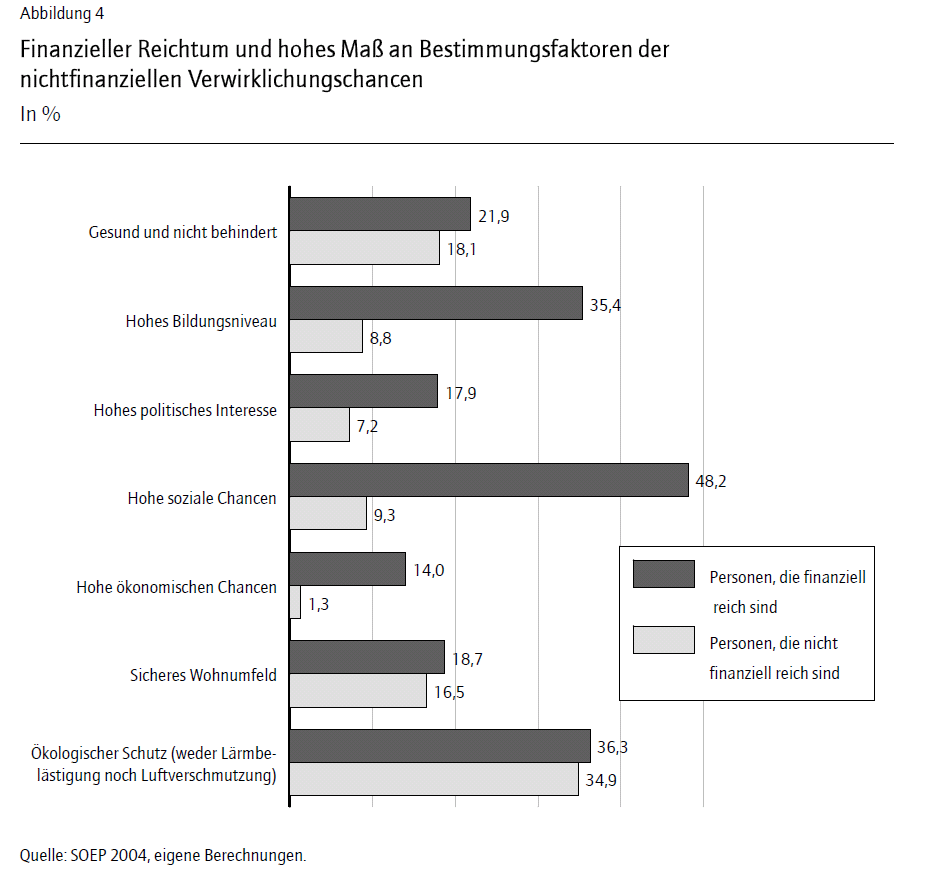 Abbildung 4
Finanzieller Reichtum und hohes Maß an Bestimmungsfaktoren der
nichtfinanziellen Verwirklichungschancen
In %
Gesund und nicht behindert
21,9
18,1
Hohes Bildungsniveau
35,4
8,8
Hohes politisches Interesse
17,9
7,2
Hohe soziale Chancen
48,2
9,3
Hohe ökonomischen Chancen
14,0
1,3
Sicheres Wohnumfeld
18,7
16,5
Ökologischer Schutz (weder Lärmbe-
lästigung noch Luftverschmutzung)
36,3
34,9
Personen, die finanziell
reich sind
Personen, die nicht
finanziell reich sind
Quelle: SOEP 2004, eigene Berechnungen.